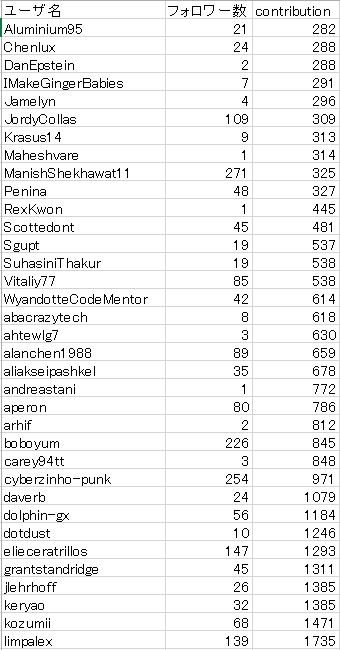 ユーザ名 フォロワー数 contribution
Aluminium95 21 282
Chenlux 24 288
DanEpstein 2 288
IMakeGingerBabies 7 291
Jamelyn 4 296
JordyCollas 109 309
Krasus14 9 313
Maheshvare 1 314
ManishShekhawat11 271 325
Penina 48 327
RexKwon 1 445
Scottedont 45 481
Sgupt 19 537
SuhasiniThakur 19 538
Vitaliy77 85 538
WyandotteCodeMentor 42 614
abacrazytech 8 618
ahtewlg7 3 630
alanchen1988 89 659
aliakseipashkel 35 678
andreastani 1 772
aperon 80 786
arhif 2 812
boboyum 226 845
carey94tt 3 848
cyberzinho-punk 254 971
daverb 24 1079
dolphin-gx 56 1184
dotdust 10 1246
elieceratrillos 147 1293
grantstandridge 45 1311
jlehrhoff 26 1385
keryao 32 1385
kozumii 68 1471
limpalex 139 1735